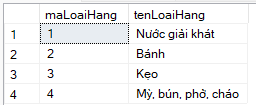 maLoaiHang tenLoaiHang
1 1 Nước giải khát
2 2 Bánh
3 3 Kẹo
4 4 Mỳ, bún, phở, cháo